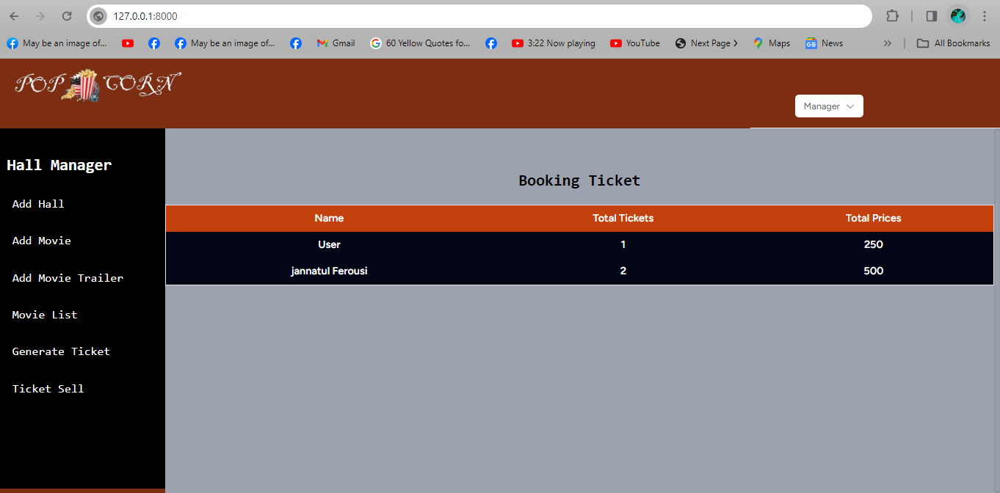 127.0.0.1:8000
May be an image of... May be an image of... Gmail 60 Yellow Quotes fo... 3:22 Now playing YouTube Next Page Maps News » All Bookmarks
POP CORN
Manager
Hall Manager
Add Hall
Add Movie
Add Movie Trailer
Movie List
Generate Ticket
Ticket Sell
Booking Ticket
Name Total Tickets Total Prices
User 1 250
jannatul Ferousi 2 500